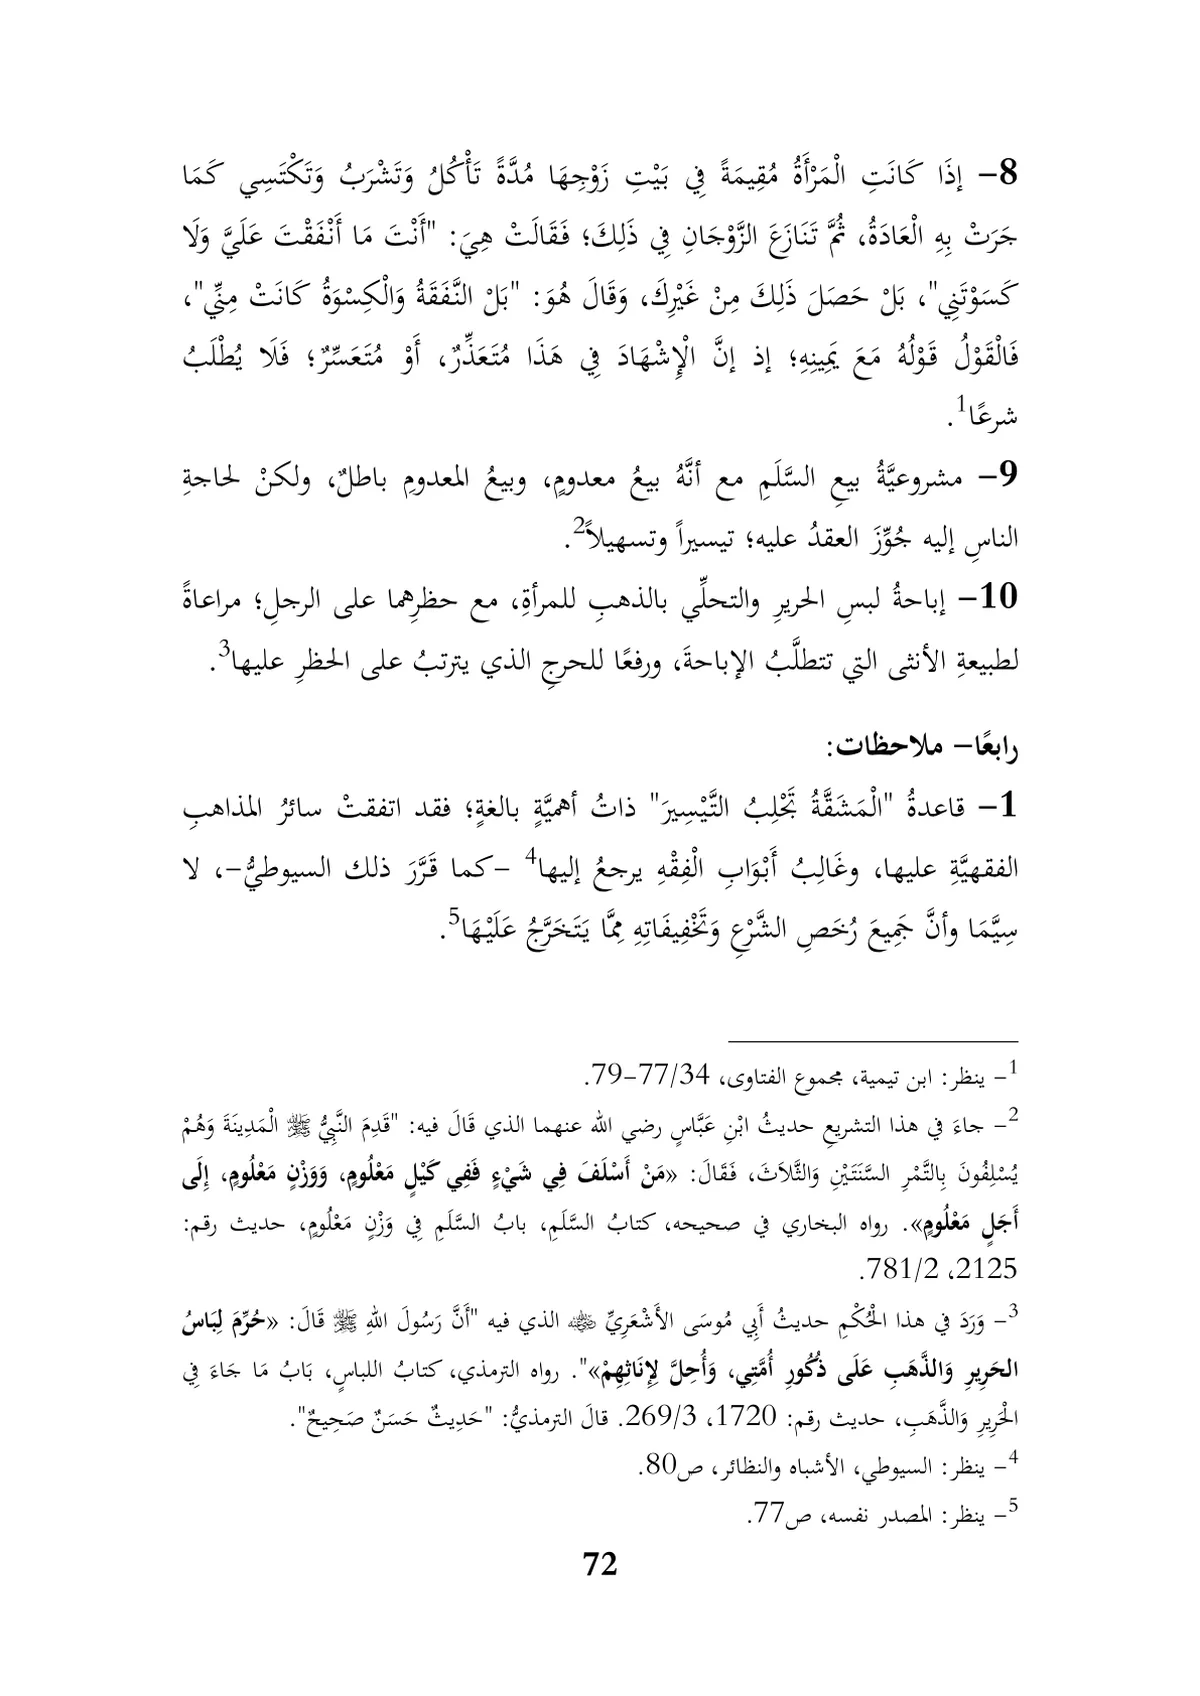 8- إذَا كَانَتِ الْمَرْأَةُ مُقِيمَةً فِي بَيْتِ زَوْجِهَا مُدَّةً تَأْكُلُ وَتَشْرَبُ وَتَكْتَسِي كَمَا
جَرَتْ بِهِ الْعَادَةُ، ثُمَّ تَنَازَعَ الزَّوْجَانِ فِي ذَلِكَ؛ فَقَالَتْ هِيَ: "أَنْتَ مَا أَنْفَقْتَ عَلَيَّ وَلَا
كَسَوْتَنِي"، بَلْ حَصَلَ ذَلِكَ مِنْ غَيْرِكَ، وَقَالَ هُوَ: "بَلْ النَّفَقَةُ وَالْكِسْوَةُ كَانَتْ مِنِّي"،
فَالْقَوْلُ قَوْلُهُ مَعَ يَمِينِهِ؛ إذ إنَّ الْإِشْهَادَ فِي هَذَا مُتَعَذِّرٌ، أَوْ مُتَعَسِّرٌ؛ فَلَا يُطْلَبُ
شرعًا1.
9- مشروعيَّةُ بيعِ السَّلَمِ مع أنَّهُ بيعُ معدومٍ، وبيعُ المعدومِ باطلٌ، ولكنْ لحاجةِ
الناسِ إليه جُوِّزَ العقدُ عليه؛ تيسيراً وتسهيلاً2.
10- إباحةُ لبسِ الحريرِ والتحلِّي بالذهبِ للمرأةِ، مع حظرِهما على الرجلِ؛ مراعاةً
لطبيعةِ الأنثى التي تتطلَّبُ الإباحةَ، ورفعًا للحرجِ الذي يترتبُ على الحظرِ عليها3.
رابعًا- ملاحظات:
1- قاعدةُ "الْمَشَقَّةُ تَجْلِبُ التَّيْسِيرَ" ذاتُ أهميَّةٍ بالغةٍ؛ فقد اتفقتْ سائرُ المذاهبِ
الفقهيَّةِ عليها، وغَالِبُ أَبْوَابِ الْفِقْهِ يرجعُ إليها4 -كما قَرَّرَ ذلك السيوطيُّ-، لا
سِيَّمَا وأنَّ جَمِيعَ رُخَصِ الشَّرْعِ وَتَخْفِيفَاتِهِ مِمَّا يَتَخَرَّجُ عَلَيْهَا5.
1- ينظر: ابن تيمية، مجموع الفتاوى، 77/34-79.
2- جاءَ في هذا التشريعِ حديثُ ابْنِ عَبَّاسٍ رضي الله عنهما الذي قَالَ فيه: "قَدِمَ النَّبِيُّ ﷺ الْمَدِينَةَ وَهُمْ
يُسْلِفُونَ بِالتَّمْرِ السَّنَتَيْنِ وَالثَّلَاثَ، فَقَالَ: «مَنْ أَسْلَفَ فِي شَيْءٍ فَفِي كَيْلٍ مَعْلُومٍ، وَوَزْنٍ مَعْلُومٍ، إِلَى
أَجَلٍ مَعْلُومٍ». رواه البخاري في صحيحه، كتابُ السَّلَمِ، بابُ السَّلَمِ فِي وَزْنٍ مَعْلُومٍ، حديث رقم:
2125، 781/2.
3- وَرَدَ في هذا الْحُكْمِ حديثُ أَبِي مُوسَى الأَشْعَرِيِّ ﵁ الذي فيه "أَنَّ رَسُولَ اللهِ ﷺ قَالَ: «حُرِّمَ لِبَاسُ
الحَرِيرِ وَالذَّهَبِ عَلَى ذُكُورِ أُمَّتِي، وَأُحِلَّ لِإِنَاثِهِمْ»". رواه الترمذي، كتابُ اللباسِ، بَابُ مَا جَاءَ فِي
الْحَرِيرِ وَالذَّهَبِ، حديث رقم: 1720، 269/3. قالَ الترمذيُّ: "حَدِيثٌ حَسَنٌ صَحِيحٌ".
4- ينظر: السيوطي، الأشباه والنظائر، ص80.
5- ينظر: المصدر نفسه، ص77.
72